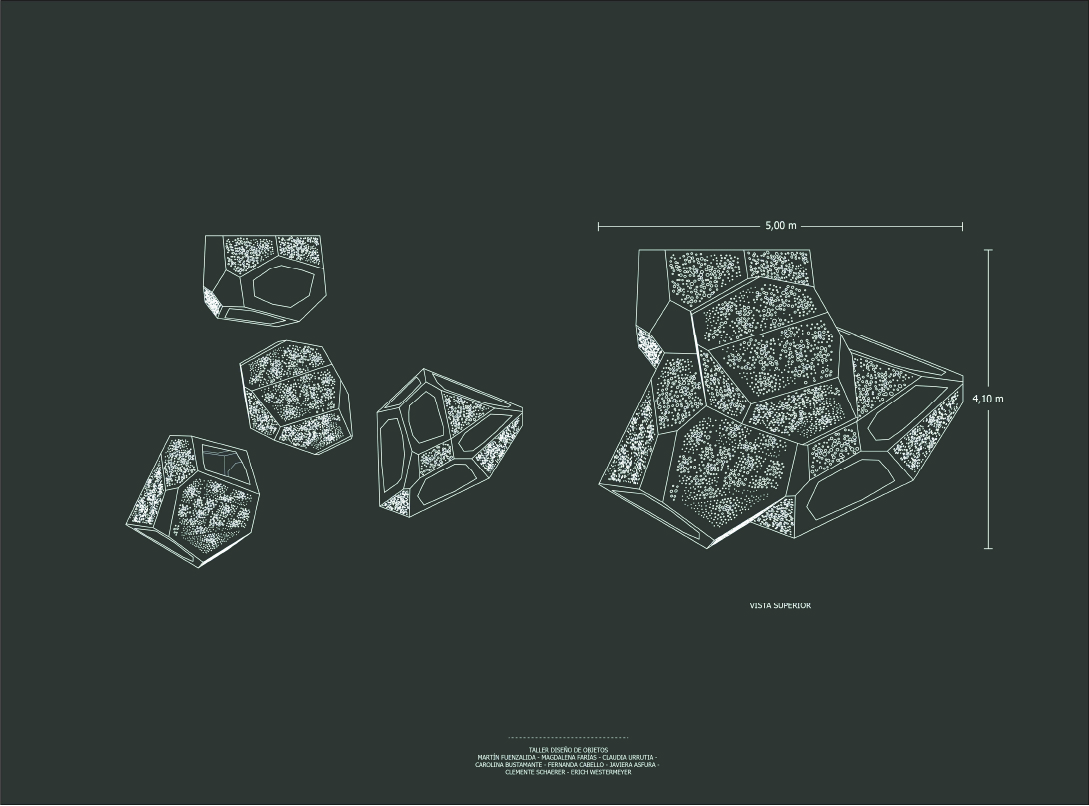 5,00 m
4,10 m
VISTA SUPERIOR
TALLER DISEÑO DE OBJETOS
MARTÍN FUENZALIDA - MAGDALENA FARÍAS - CLAUDIA URRUTIA -
CAROLINA BUSTAMANTE - FERNANDA CABELLO - JAVIERA ASFURA -
CLEMENTE SCHAERER - ERICH WESTERMEYER